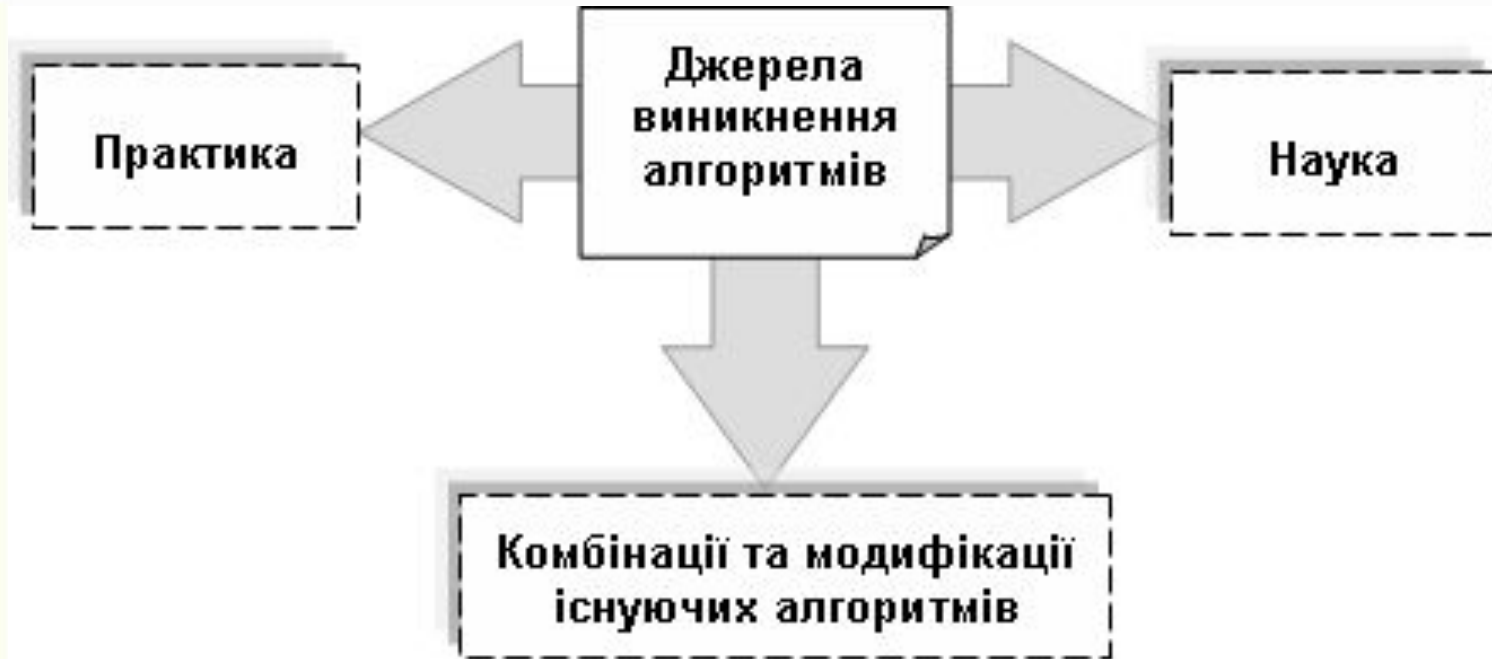 Джерела
виникнення
алгоритмів
Практика
Наука
Комбінації та модифікації
існуючих алгоритмів